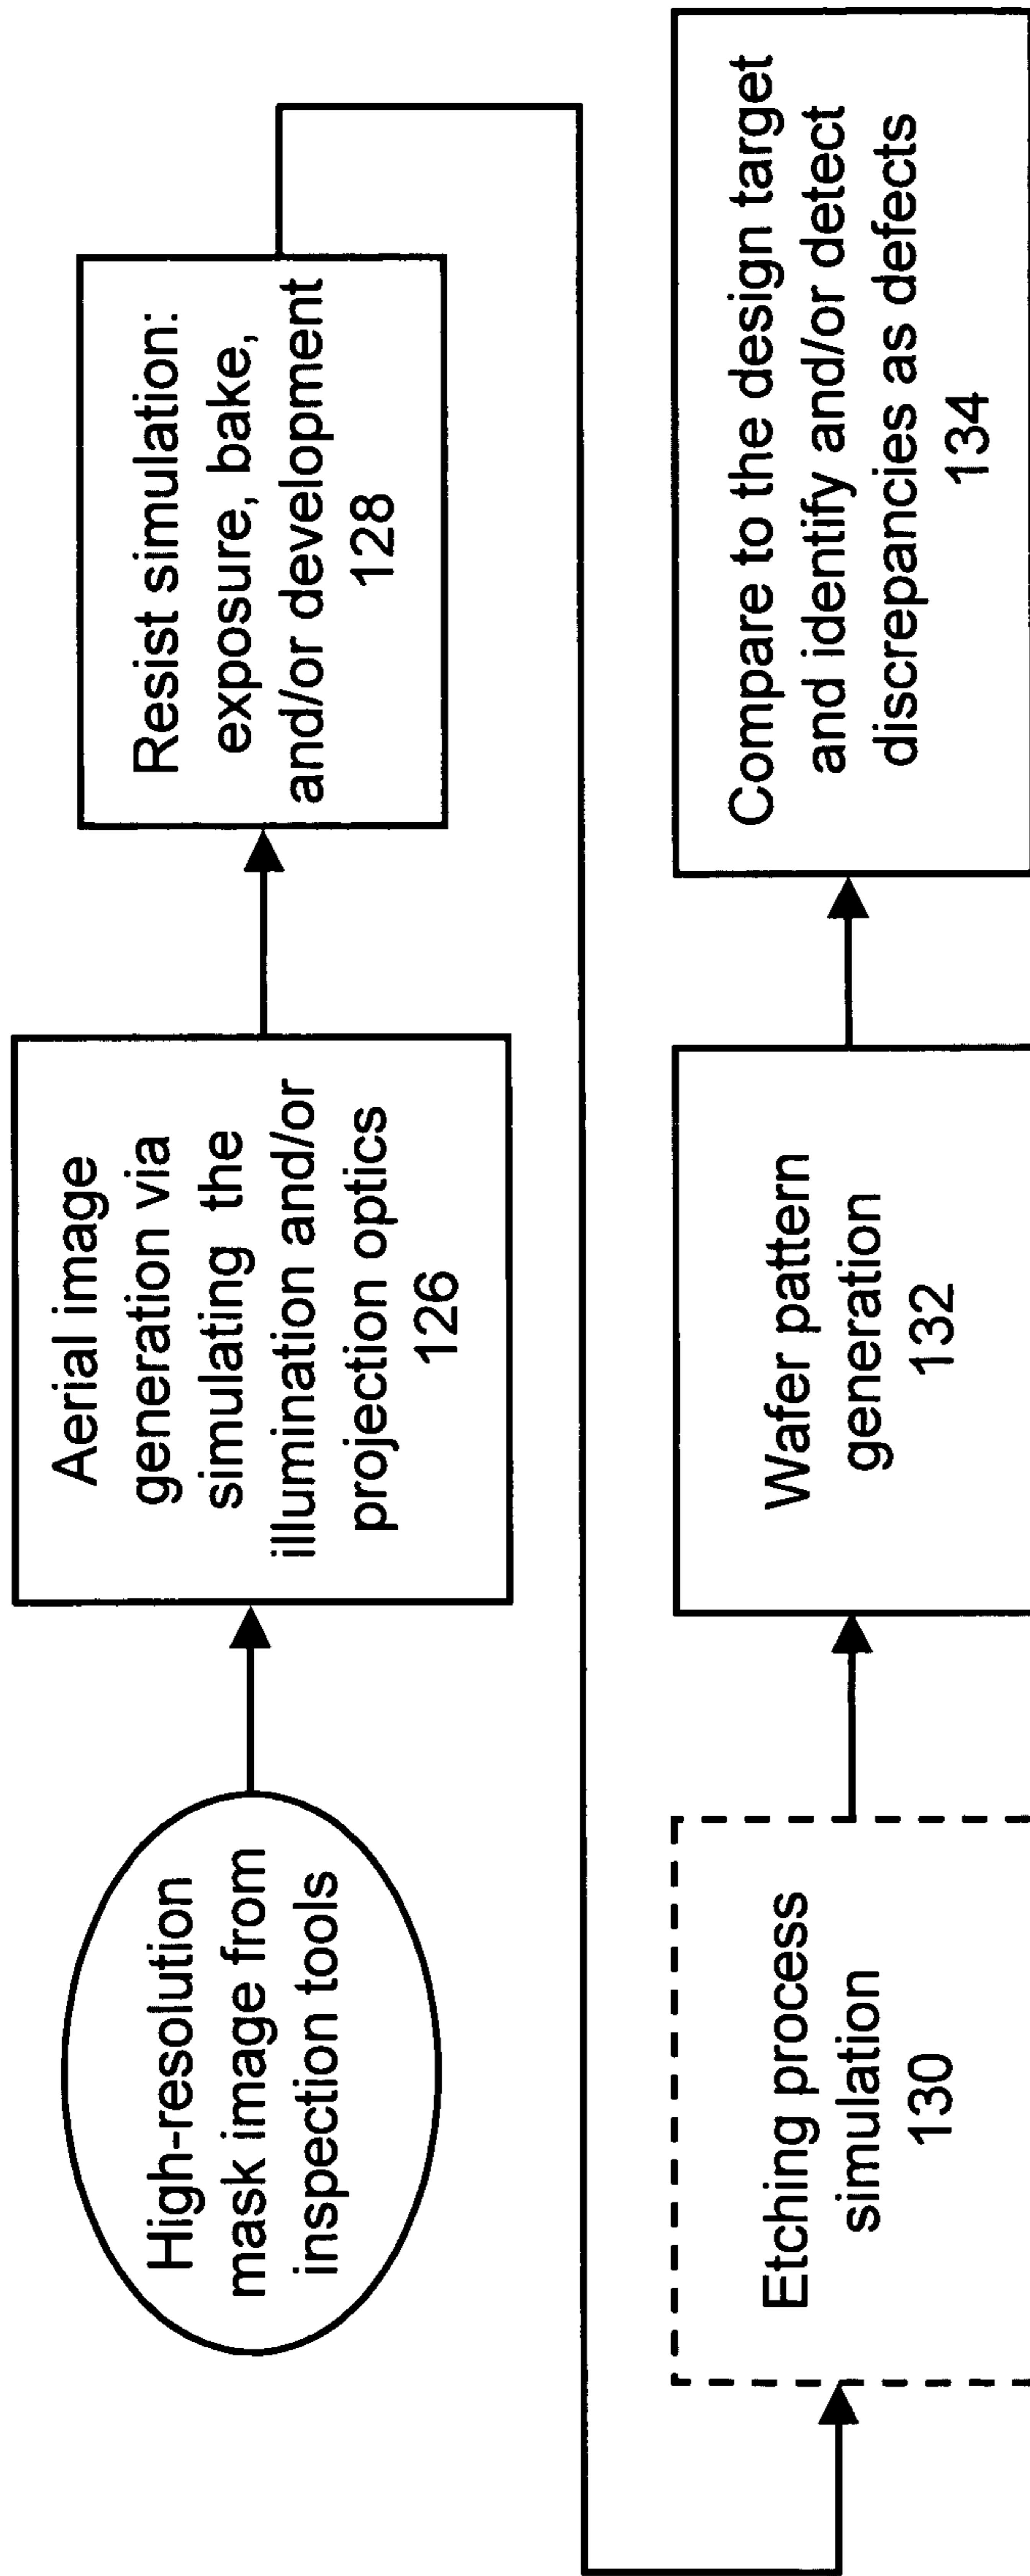 High-resolution
mask image from
inspection tools
Aerial image
generation via
simulating the
illumination and/or
projection optics
126
Resist simulation:
exposure, bake,
and/or development
128
Etching process
simulation
130
Wafer pattern
generation
132
Compare to the design target
and identify and/or detect
discrepancies as defects
134